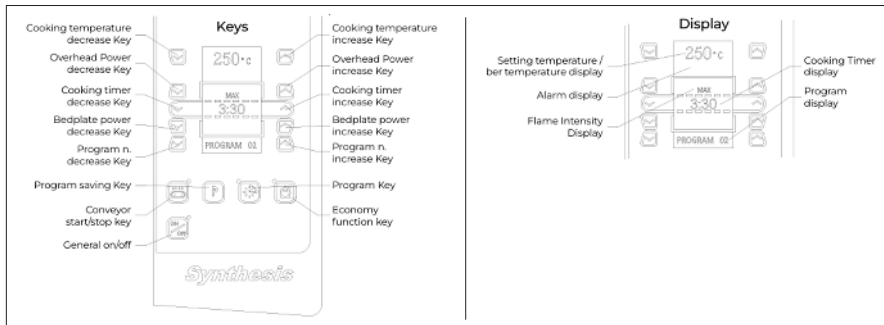 Keys
Cooking temperature
decrease Key
Overhead Power
decrease Key
Cooking timer
decrease Key
Bedplate power
decrease Key
Program n.
decrease Key
Program saving Key
Conveyor
start/stop key
General on/off
250°c
MAX
3:30
PROGRAM 02
P
ON
OFF
Synthesis
Cooking temperature
increase Key
Overhead Power
increase Key
Cooking timer
increase Key
Bedplate power
increase Key
Program n.
increase Key
Program Key
Economy
function key
Display
Setting temperature /
ber temperature display
Alarm display
Flame Intensity
Display
250°c
MAX
3:30
PROGRAM 02
Cooking Timer
display
Program
display